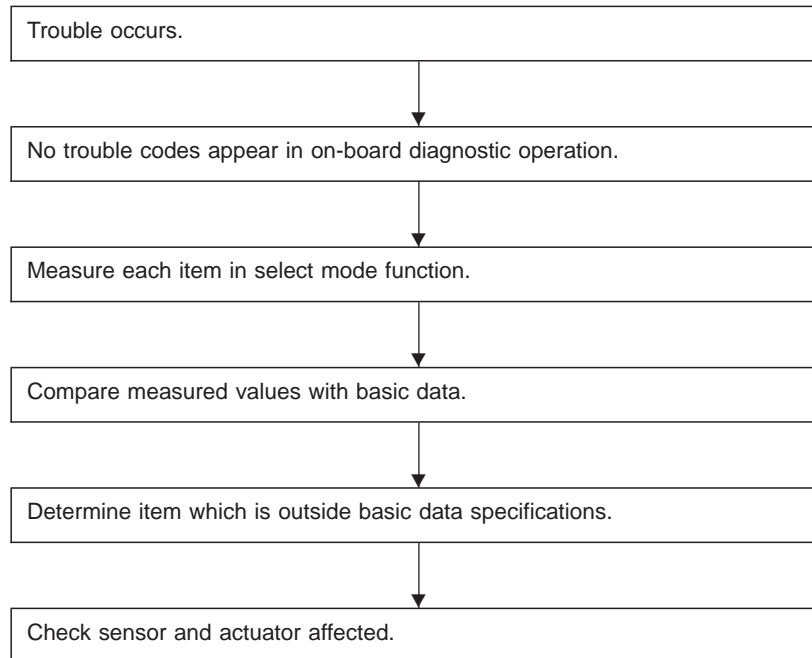 Trouble occurs.
No trouble codes appear in on-board diagnostic operation.
Measure each item in select mode function.
Compare measured values with basic data.
Determine item which is outside basic data specifications.
Check sensor and actuator affected.